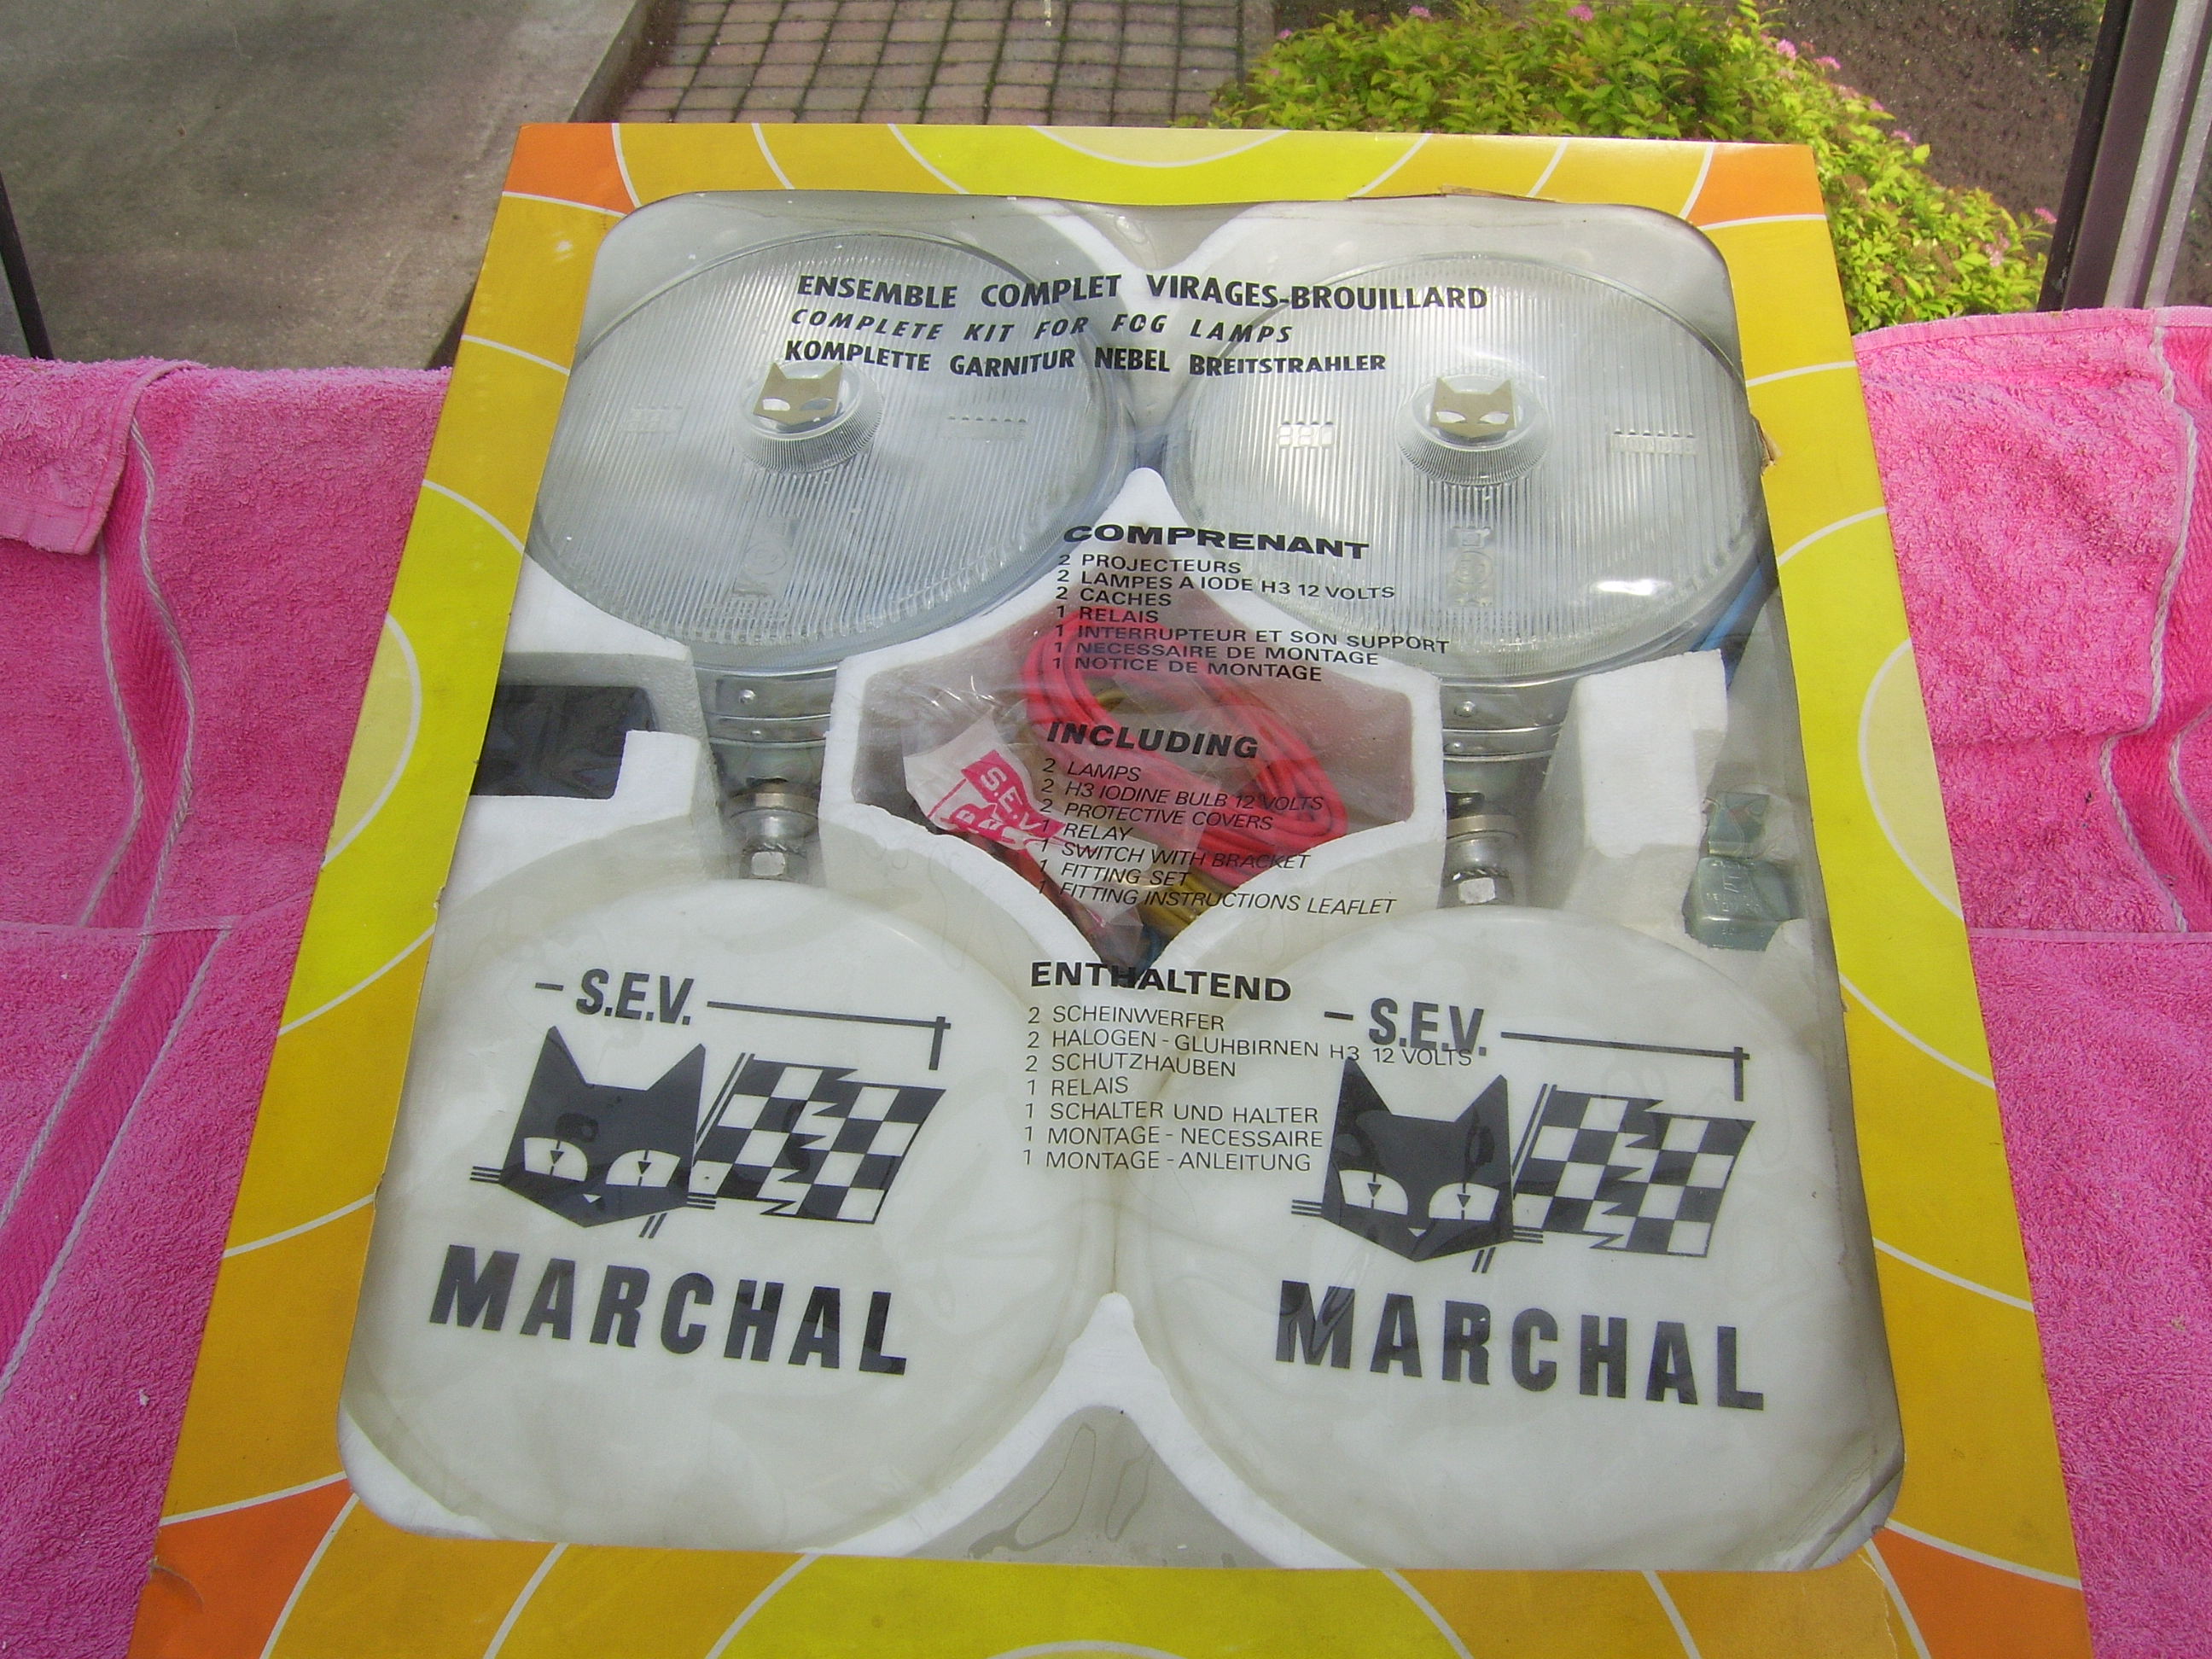 ENSEMBLE COMPLET VIRAGES-BROUILLARD
COMPLETE KIT FOR FOG LAMPS
KOMPLETTE GARNITUR NEBEL BREITSTRAHLER
COMPRENANT
2 PROJECTEURS
2 LAMPES A IODE H3 12 VOLTS
2 CACHES
1 RELAIS
1 INTERRUPTEUR ET SON SUPPORT
1 NECESSAIRE DE MONTAGE
1 NOTICE DE MONTAGE
INCLUDING
2 LAMPS
2 H3 IODINE BULB 12 VOLTS
2 PROTECTIVE COVERS
1 RELAY
1 SWITCH WITH BRACKET
1 FITTING SET
1 FITTING INSTRUCTIONS LEAFLET
S.E.V.
ENTHALTEND
2 SCHEINWERFER
2 HALOGEN - GLUHBIRNEN H3 12 VOLTS
2 SCHUTZHAUBEN
1 RELAIS
1 SCHALTER UND HALTER
1 MONTAGE - NECESSAIRE
1 MONTAGE - ANLEITUNG
S.E.V.
MARCHAL
S.E.V.
MARCHAL